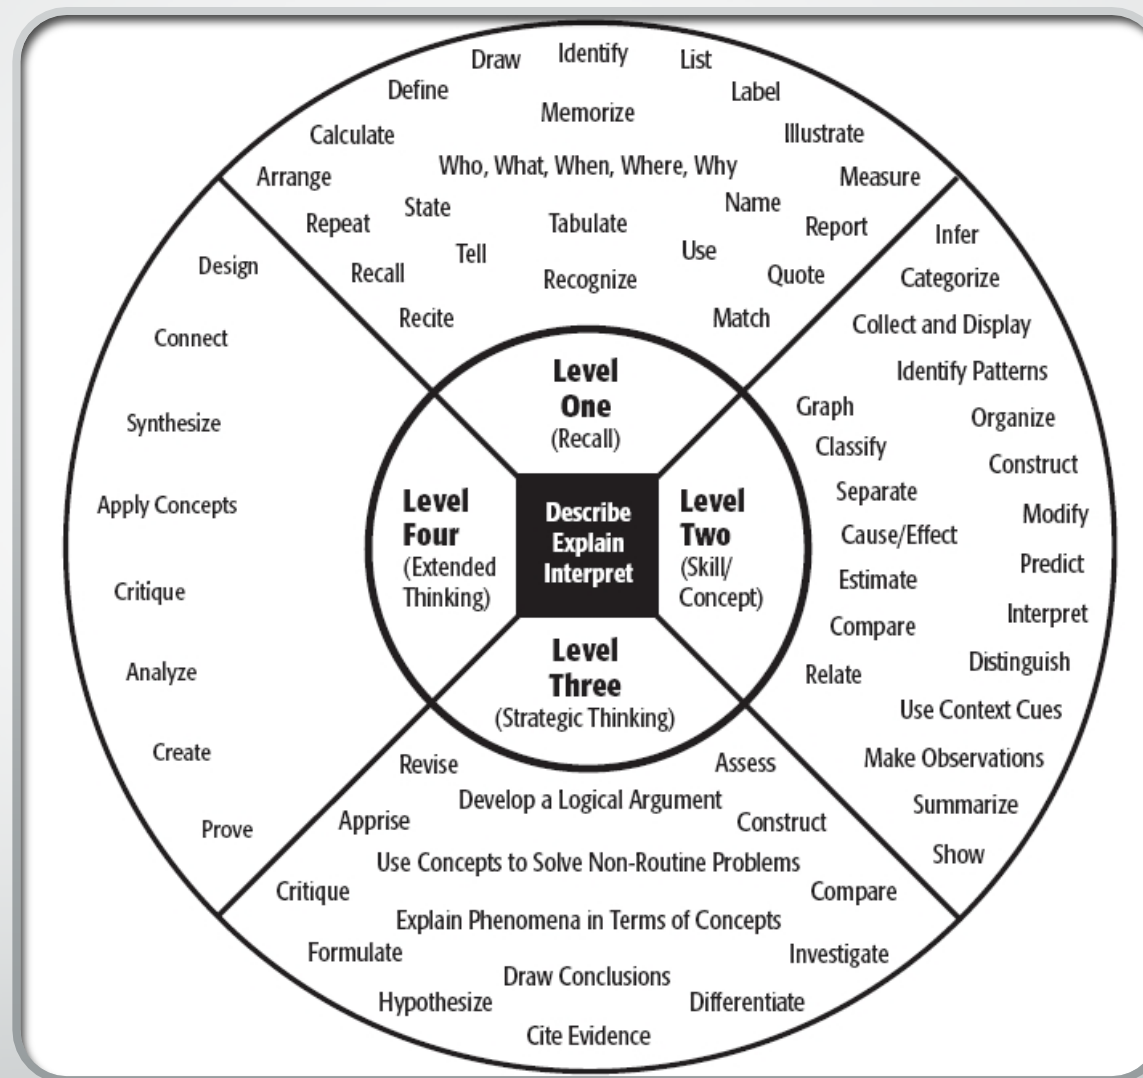 Draw
Identify
List
Define
Label
Memorize
Calculate
Illustrate
Who, What, When, Where, Why
Arrange
Measure
State
Name
Repeat
Tabulate
Report
Tell
Use
Recall
Recognize
Quote
Recite
Match
Infer
Categorize
Collect and Display
Identify Patterns
Graph
Organize
Classify
Construct
Separate
Modify
Cause/Effect
Predict
Estimate
Interpret
Compare
Distinguish
Relate
Use Context Cues
Make Observations
Summarize
Show
Revise
Assess
Develop a Logical Argument
Apprise
Construct
Use Concepts to Solve Non-Routine Problems
Critique
Compare
Explain Phenomena in Terms of Concepts
Formulate
Investigate
Draw Conclusions
Hypothesize
Differentiate
Cite Evidence
Design
Connect
Synthesize
Apply Concepts
Critique
Analyze
Create
Prove
Level
One
(Recall)
Level
Two
(Skill/
Concept)
Level
Three
(Strategic Thinking)
Level
Four
(Extended
Thinking)
Describe
Explain
Interpret